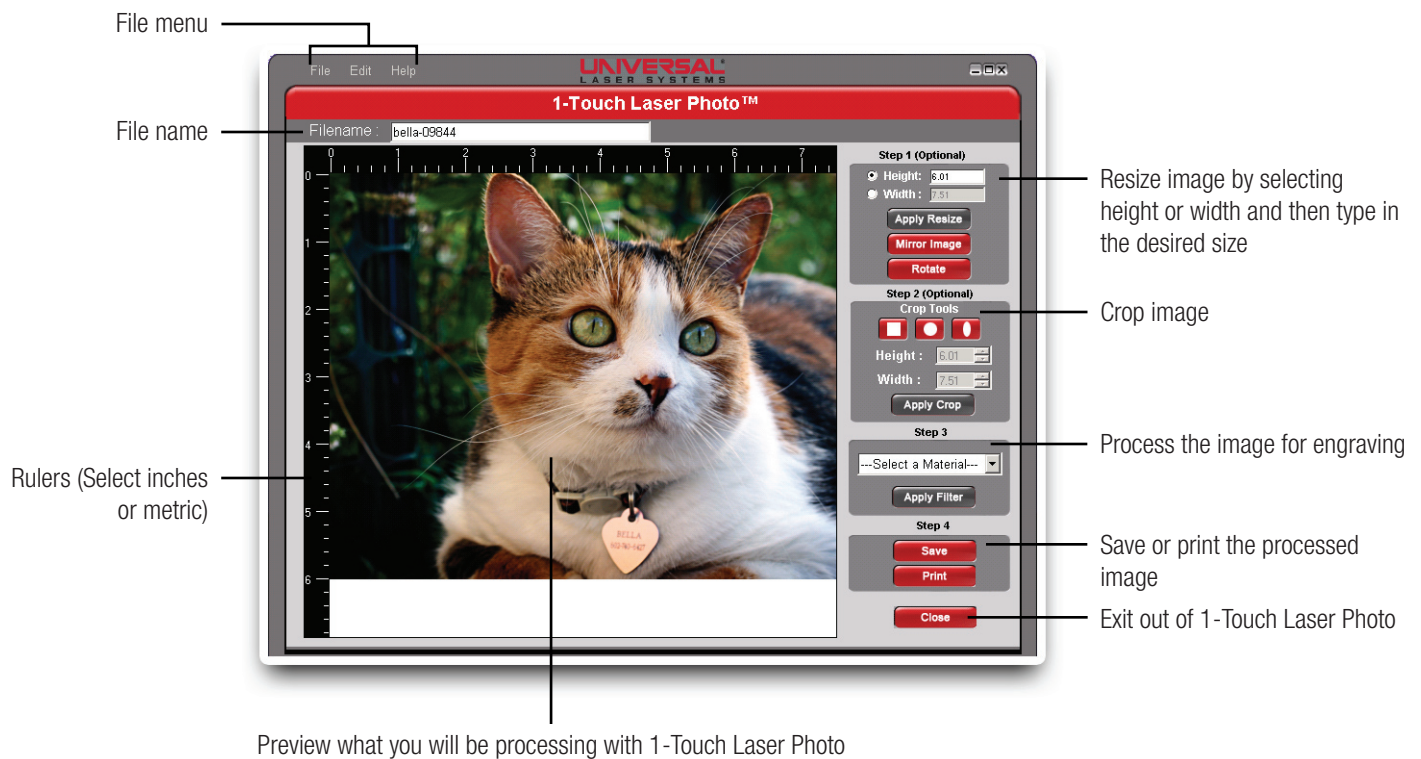 File menu
File Edit Help
UNIVERSAL
LASER SYSTEMS
1-Touch Laser Photo™
File name
Filename : bella-09844
0 1 2 3 4 5 6 7
0
1
2
3
4
5
6
BELLA
Step 1 (Optional)
Height: 6.01
Width : 7.51
Apply Resize
Mirror Image
Rotate
Resize image by selecting
height or width and then type in
the desired size
Step 2 (Optional)
Crop Tools
Height : 6.01
Width : 7.51
Apply Crop
Crop image
Step 3
---Select a Material---
Apply Filter
Process the image for engraving
Rulers (Select inches
or metric)
Step 4
Save
Print
Save or print the processed
image
Close
Exit out of 1-Touch Laser Photo
Preview what you will be processing with 1-Touch Laser Photo